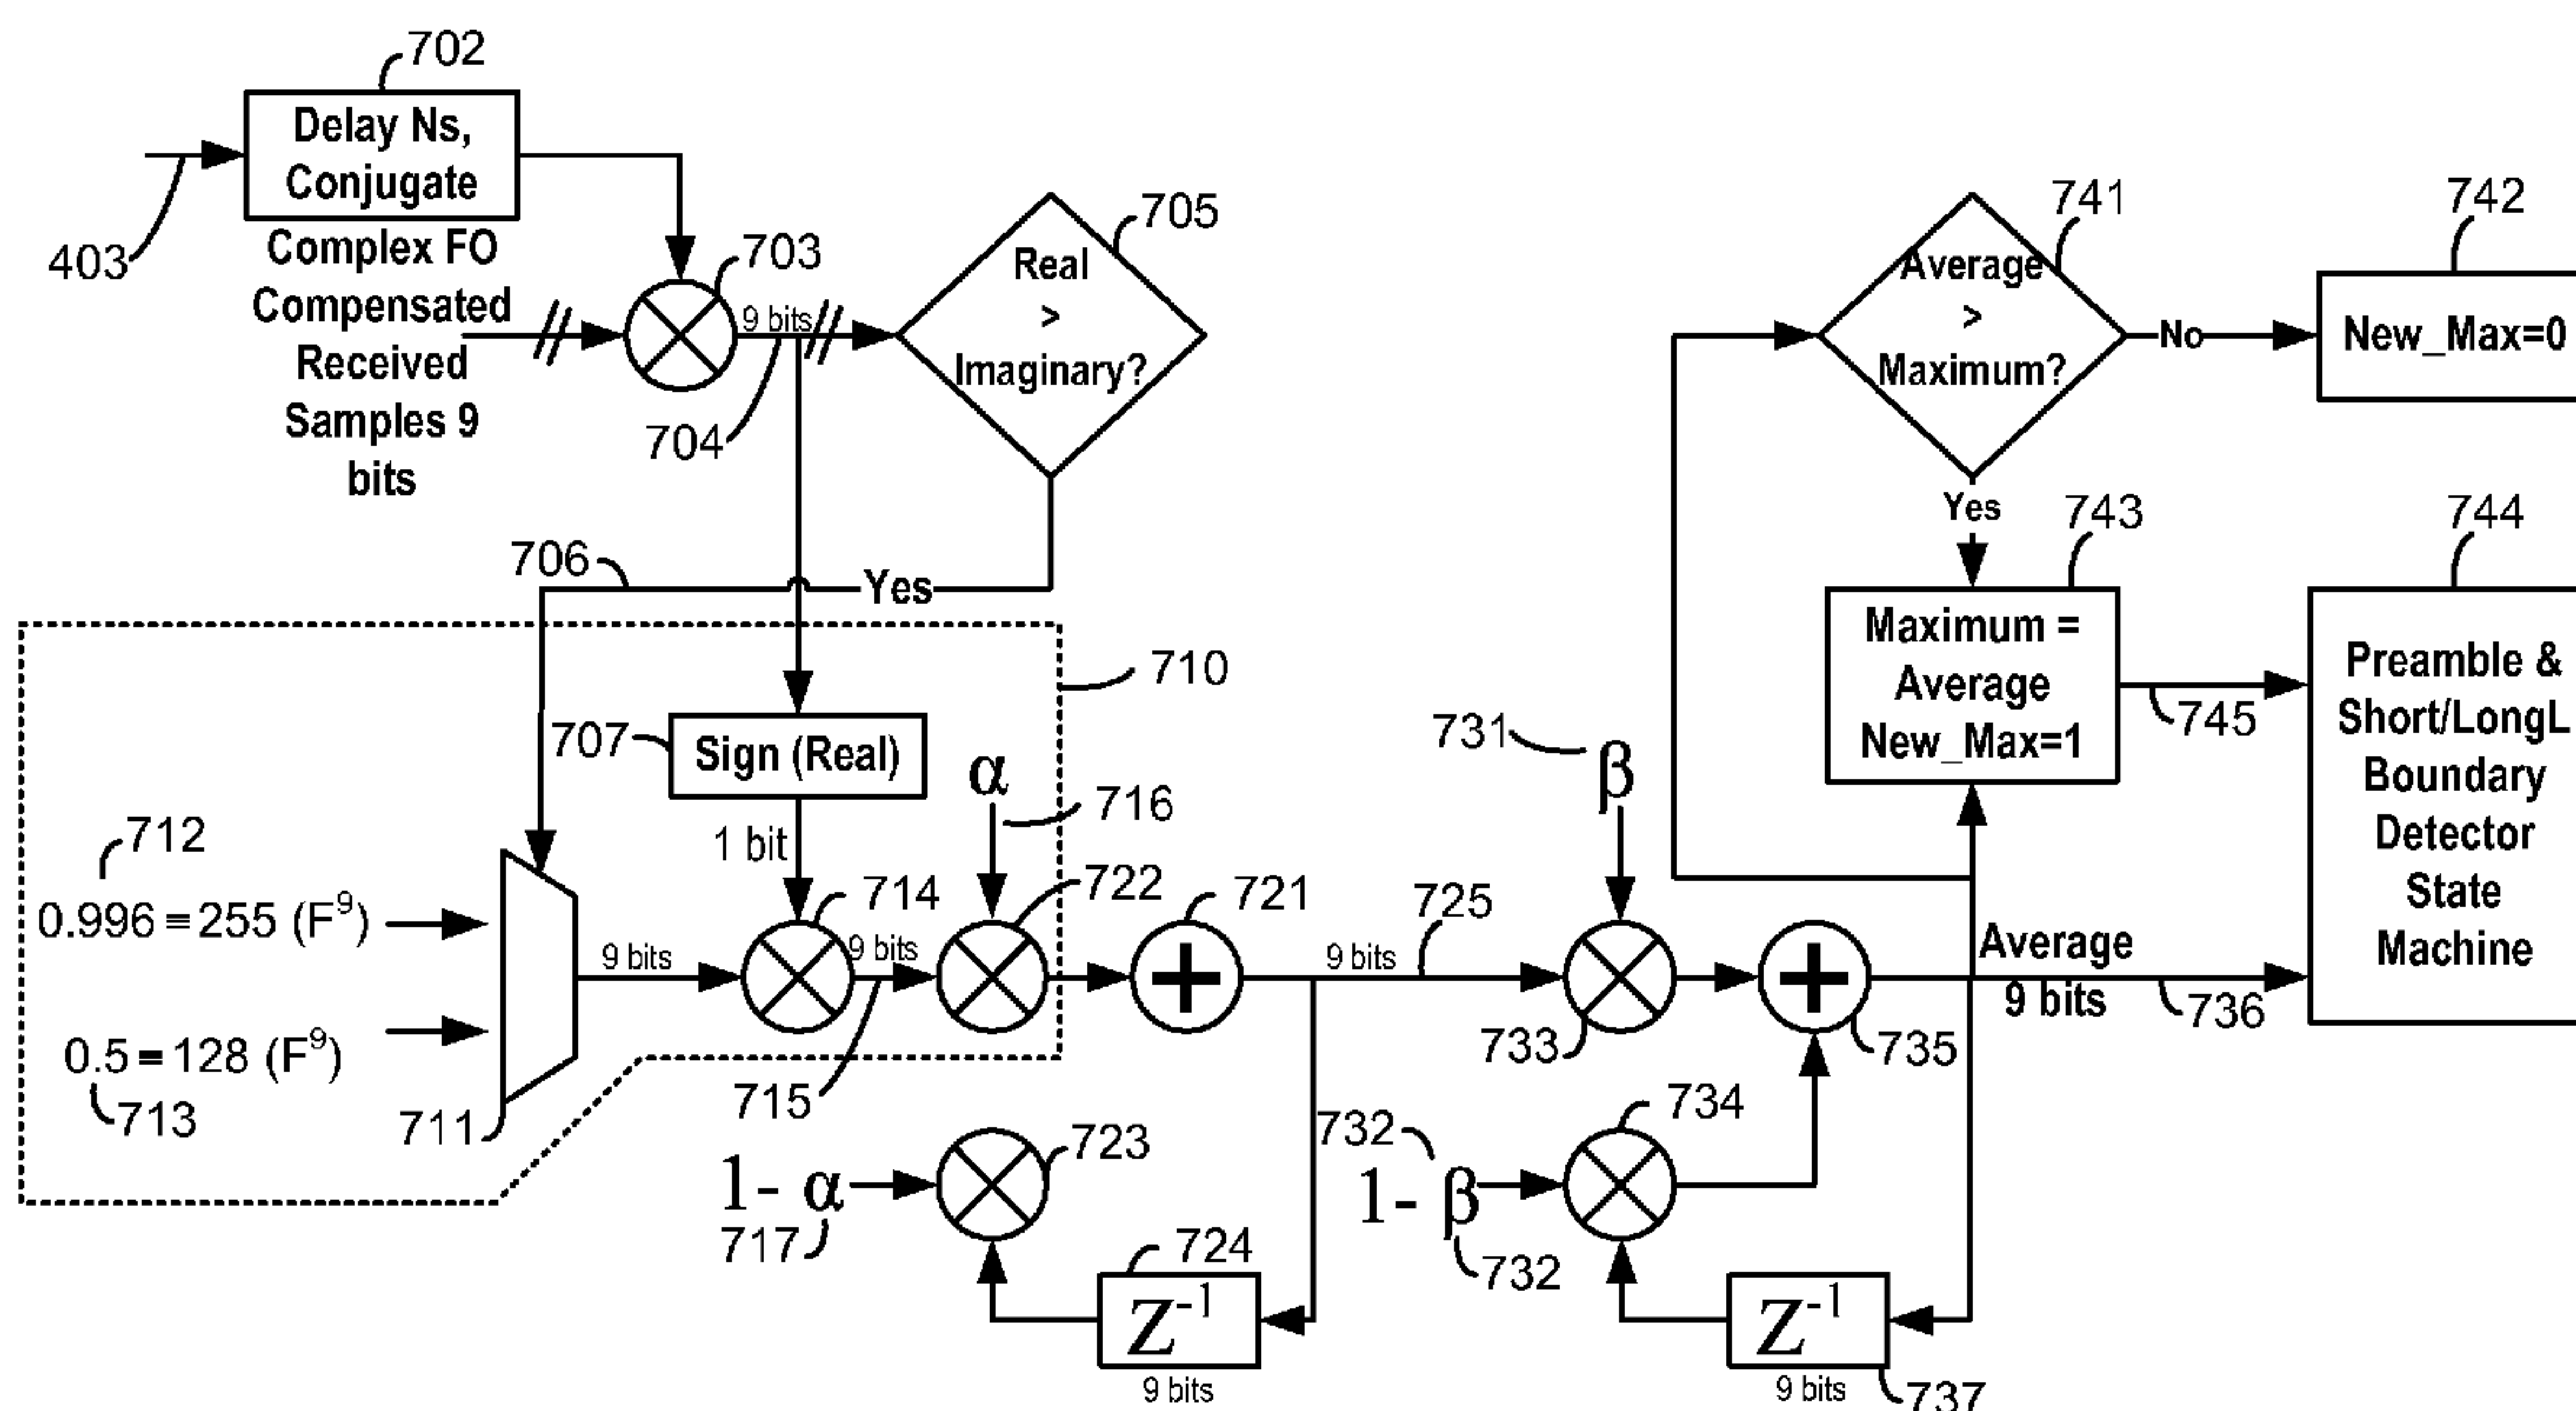 702
Delay Ns,
Conjugate
403
Complex FO
Compensated
Received
Samples 9
bits
703
9 bits
704
705
Real
>
Imaginary?
706
Yes
741
Average
>
Maximum?
No
742
New_Max=0
Yes
743
Maximum =
Average
New_Max=1
744
Preamble &
Short/LongL
Boundary
Detector
State
Machine
745
710
707
Sign (Real)
1 bit
α
716
712
0.996 ≡ 255 (F⁹)
0.5 = 128 (F⁹)
713
711
9 bits
714
9 bits
715
722
721
9 bits
725
731
β
733
735
Average
9 bits
736
1- α
717
723
724
Z⁻¹
9 bits
732
1- β
732
734
Z⁻¹
9 bits
737